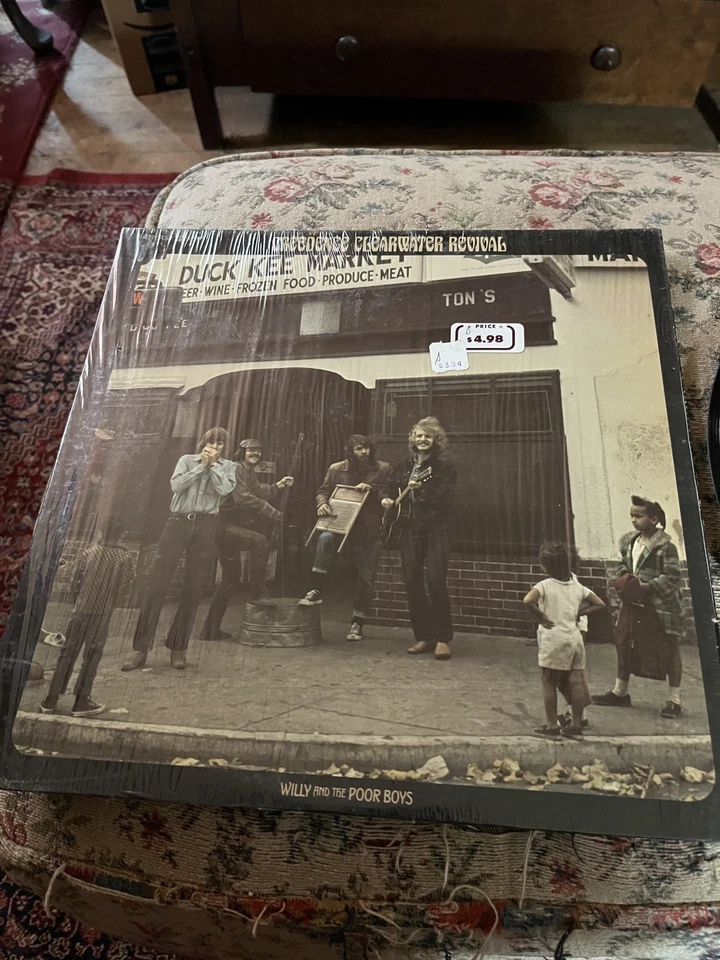 CREEDENCE CLEARWATER REVIVAL
DUCK KEE MARKET
MAR
BEER·WINE·FROZEN FOOD·PRODUCE·MEAT
TON'S
PRICE
$4.98
WILLY AND THE POOR BOYS